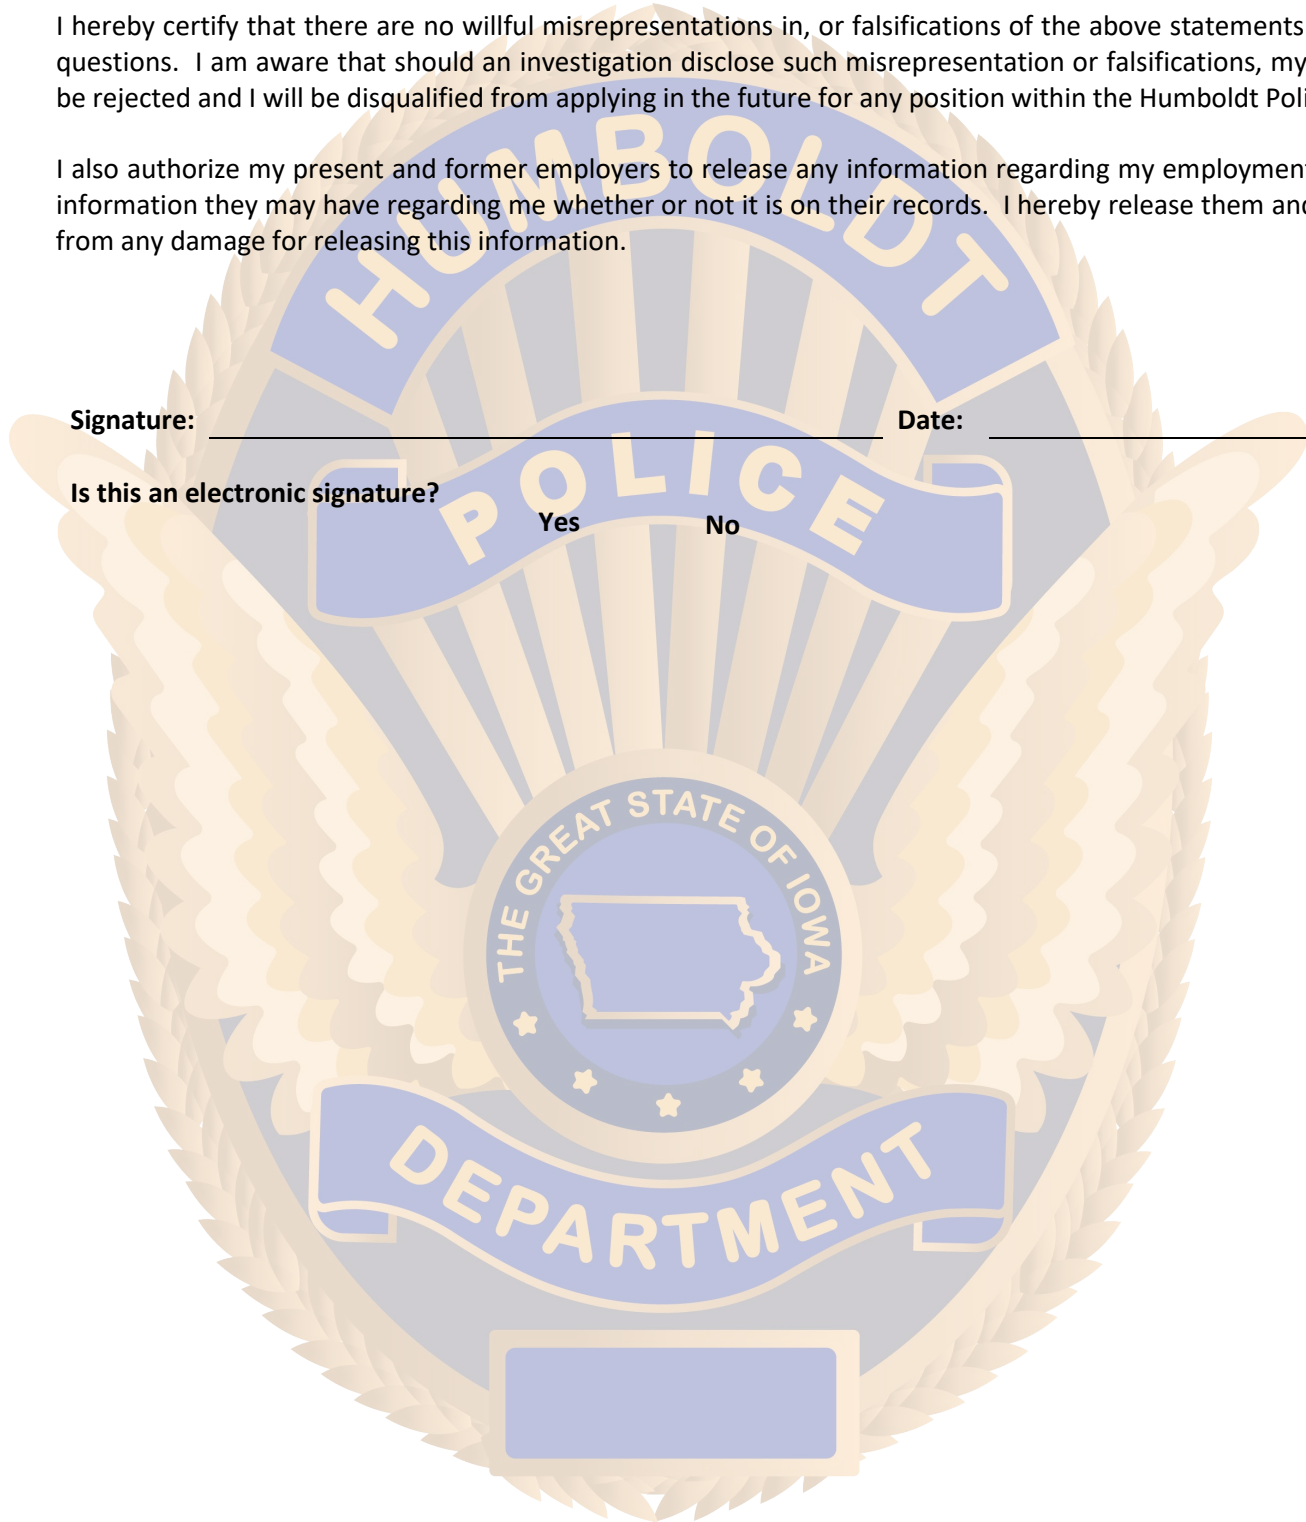 I hereby certify that there are no willful misrepresentations in, or falsifications of the above statements
questions. I am aware that should an investigation disclose such misrepresentation or falsifications, my
be rejected and I will be disqualified from applying in the future for any position within the Humboldt Poli
I also authorize my present and former employers to release any information regarding my employment
information they may have regarding me whether or not it is on their records. I hereby release them and
from any damage for releasing this information.
HUMBOLDT
Signature: Date:
POLICE
Is this an electronic signature?
Yes No
THE GREAT STATE OF IOWA
DEPARTMENT